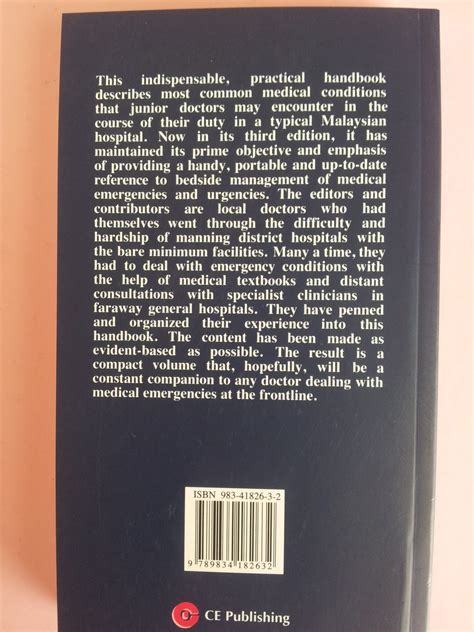 This indispensable, practical handbook
describes most common medical conditions
that junior doctors may encounter in the
course of their duty in a typical Malaysian
hospital. Now in its third edition, it has
maintained its prime objective and emphasis
of providing a handy, portable and up-to-date
reference to bedside management of medical
emergencies and urgencies. The editors and
contributors are local doctors who had
themselves went through the difficulty and
hardship of manning district hospitals with
the bare minimum facilities. Many a time, they
had to deal with emergency conditions with
the help of medical textbooks and distant
consultations with specialist clinicians in
faraway general hospitals. They have penned
and organized their experience into this
handbook. The content has been made as
evident-based as possible. The result is a
compact volume that, hopefully, will be a
constant companion to any doctor dealing with
medical emergencies at the frontline.
ISBN 983-41826-3-2
9 789834 182632
CE Publishing